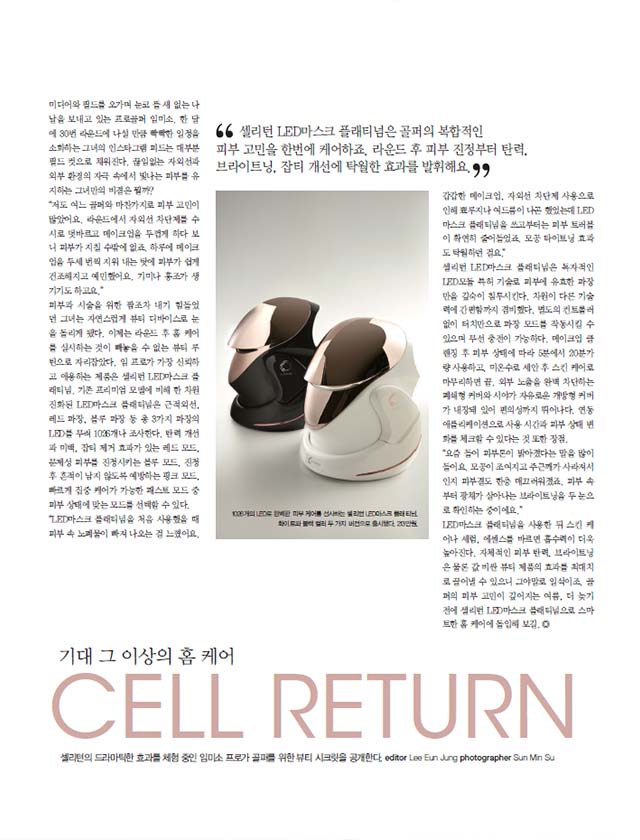 미디어와 필드를 오가며 눈코 뜰 새 없는 나
날을 보내고 있는 프로골퍼 임미소. 한 달
에 30번 라운드에 나설 만큼 빡빡한 일정을
소화하는 그녀의 인스타그램 피드는 대부분
필드 컷으로 채워진다. 끊임없는 자외선과
외부 환경의 자극 속에서 빛나는 피부를 유
지하는 그녀만의 비결은 뭘까?
“저도 여느 골퍼와 마찬가지로 피부 고민이
많았어요. 라운드에서 자외선 차단제를 수
시로 덧바르고 메이크업을 두껍게 하다 보
니 피부가 지칠 수밖에 없죠. 하루에 메이크
업을 두세 번씩 지워 내는 탓에 피부가 쉽게
건조해지고 예민했어요. 기미나 홍조가 생
기기도 하고요.”
피부과 시술을 위한 짬조차 내기 힘들었
던 그녀는 자연스럽게 뷰티 디바이스로 눈
을 돌리게 됐다. 이제는 라운드 후 홈 케어
를 실시하는 것이 빼놓을 수 없는 뷰티 루
틴으로 자리잡았다. 임 프로가 가장 신뢰하
고 애용하는 제품은 셀리턴 LED마스크 플
래티넘. 기존 프리미엄 모델에 비해 한 차원
진화된 LED마스크 플래티넘은 근적외선,
레드 파장, 블루 파장 등 총 3가지 파장의
LED를 무려 1026개나 조사한다. 탄력 개선
과 미백, 잡티 제거 효과가 있는 레드 모드,
문제성 피부를 진정시키는 블루 모드, 진정
후 흔적이 남지 않도록 예방하는 핑크 모드,
빠르게 집중 케어가 가능한 패스트 모드 중
피부 상태에 맞는 모드를 선택할 수 있다.
“LED마스크 플래티넘을 처음 사용했을 때
피부 속 노폐물이 빠져 나오는 걸 느꼈어요.
“ 셀리턴 LED마스크 플래티넘은 골퍼의 복합적인
피부 고민을 한번에 케어하죠. 라운드 후 피부 진정부터 탄력,
브라이트닝, 잡티 개선에 탁월한 효과를 발휘해요.”
1026개의 LED로 완벽한 피부 케어를 선사하는 셀리턴 LED마스크 플래티넘.
화이트와 블랙 컬러 두 가지 버전으로 출시됐다. 213만원.
갑갑한 메이크업, 자외선 차단제 사용으로
인해 뾰루지나 여드름이 나곤 했었는데 LED
마스크 플래티넘을 쓰고부터는 피부 트러블
이 확연히 줄어들었죠. 모공 타이트닝 효과
도 탁월하던 걸요.”
셀리턴 LED마스크 플래티넘은 독자적인
LED모듈 특허 기술로 피부에 유효한 파장
만을 깊숙이 침투시킨다. 차원이 다른 기술
력에 간편함까지 겸비했다. 별도의 컨트롤러
없이 터치만으로 파장 모드를 작동시킬 수
있으며 무선 충전이 가능하다. 메이크업 클
렌징 후 피부 상태에 따라 5분에서 20분가
량 사용하고, 미온수로 세안 후 스킨 케어로
마무리하면 끝. 외부 노출을 완벽 차단하는
폐쇄형 커버와 시야가 자유로운 개방형 커버
가 내장돼 있어 편의성까지 뛰어나다. 연동
애플리케이션으로 사용 시간과 피부 상태 변
화를 체크할 수 있다는 것 또한 장점.
“요즘 들어 피부톤이 밝아졌다는 말을 많이
들어요. 모공이 조여지고 주근깨가 사라져서
인지 피부결도 한층 매끄러워졌죠. 피부 속
부터 광채가 살아나는 브라이트닝을 두 눈으
로 확인하는 중이에요.”
LED마스크 플래티넘을 사용한 뒤 스킨 케
어나 세럼, 에센스를 바르면 흡수력이 더욱
높아진다. 자체적인 피부 탄력, 브라이트닝
은 물론 값 비싼 뷰티 제품의 효과를 최대치
로 끌어낼 수 있으니 그야말로 일석이조. 골
퍼의 피부 고민이 깊어지는 여름, 더 늦기
전에 셀리턴 LED마스크 플래티넘으로 스마
트한 홈 케어에 돌입해 보길.
기대 그 이상의 홈 케어
CELL RETURN
셀리턴의 드라마틱한 효과를 체험 중인 임미소 프로가 골퍼를 위한 뷰티 시크릿을 공개한다. editor Lee Eun Jung photographer Sun Min Su